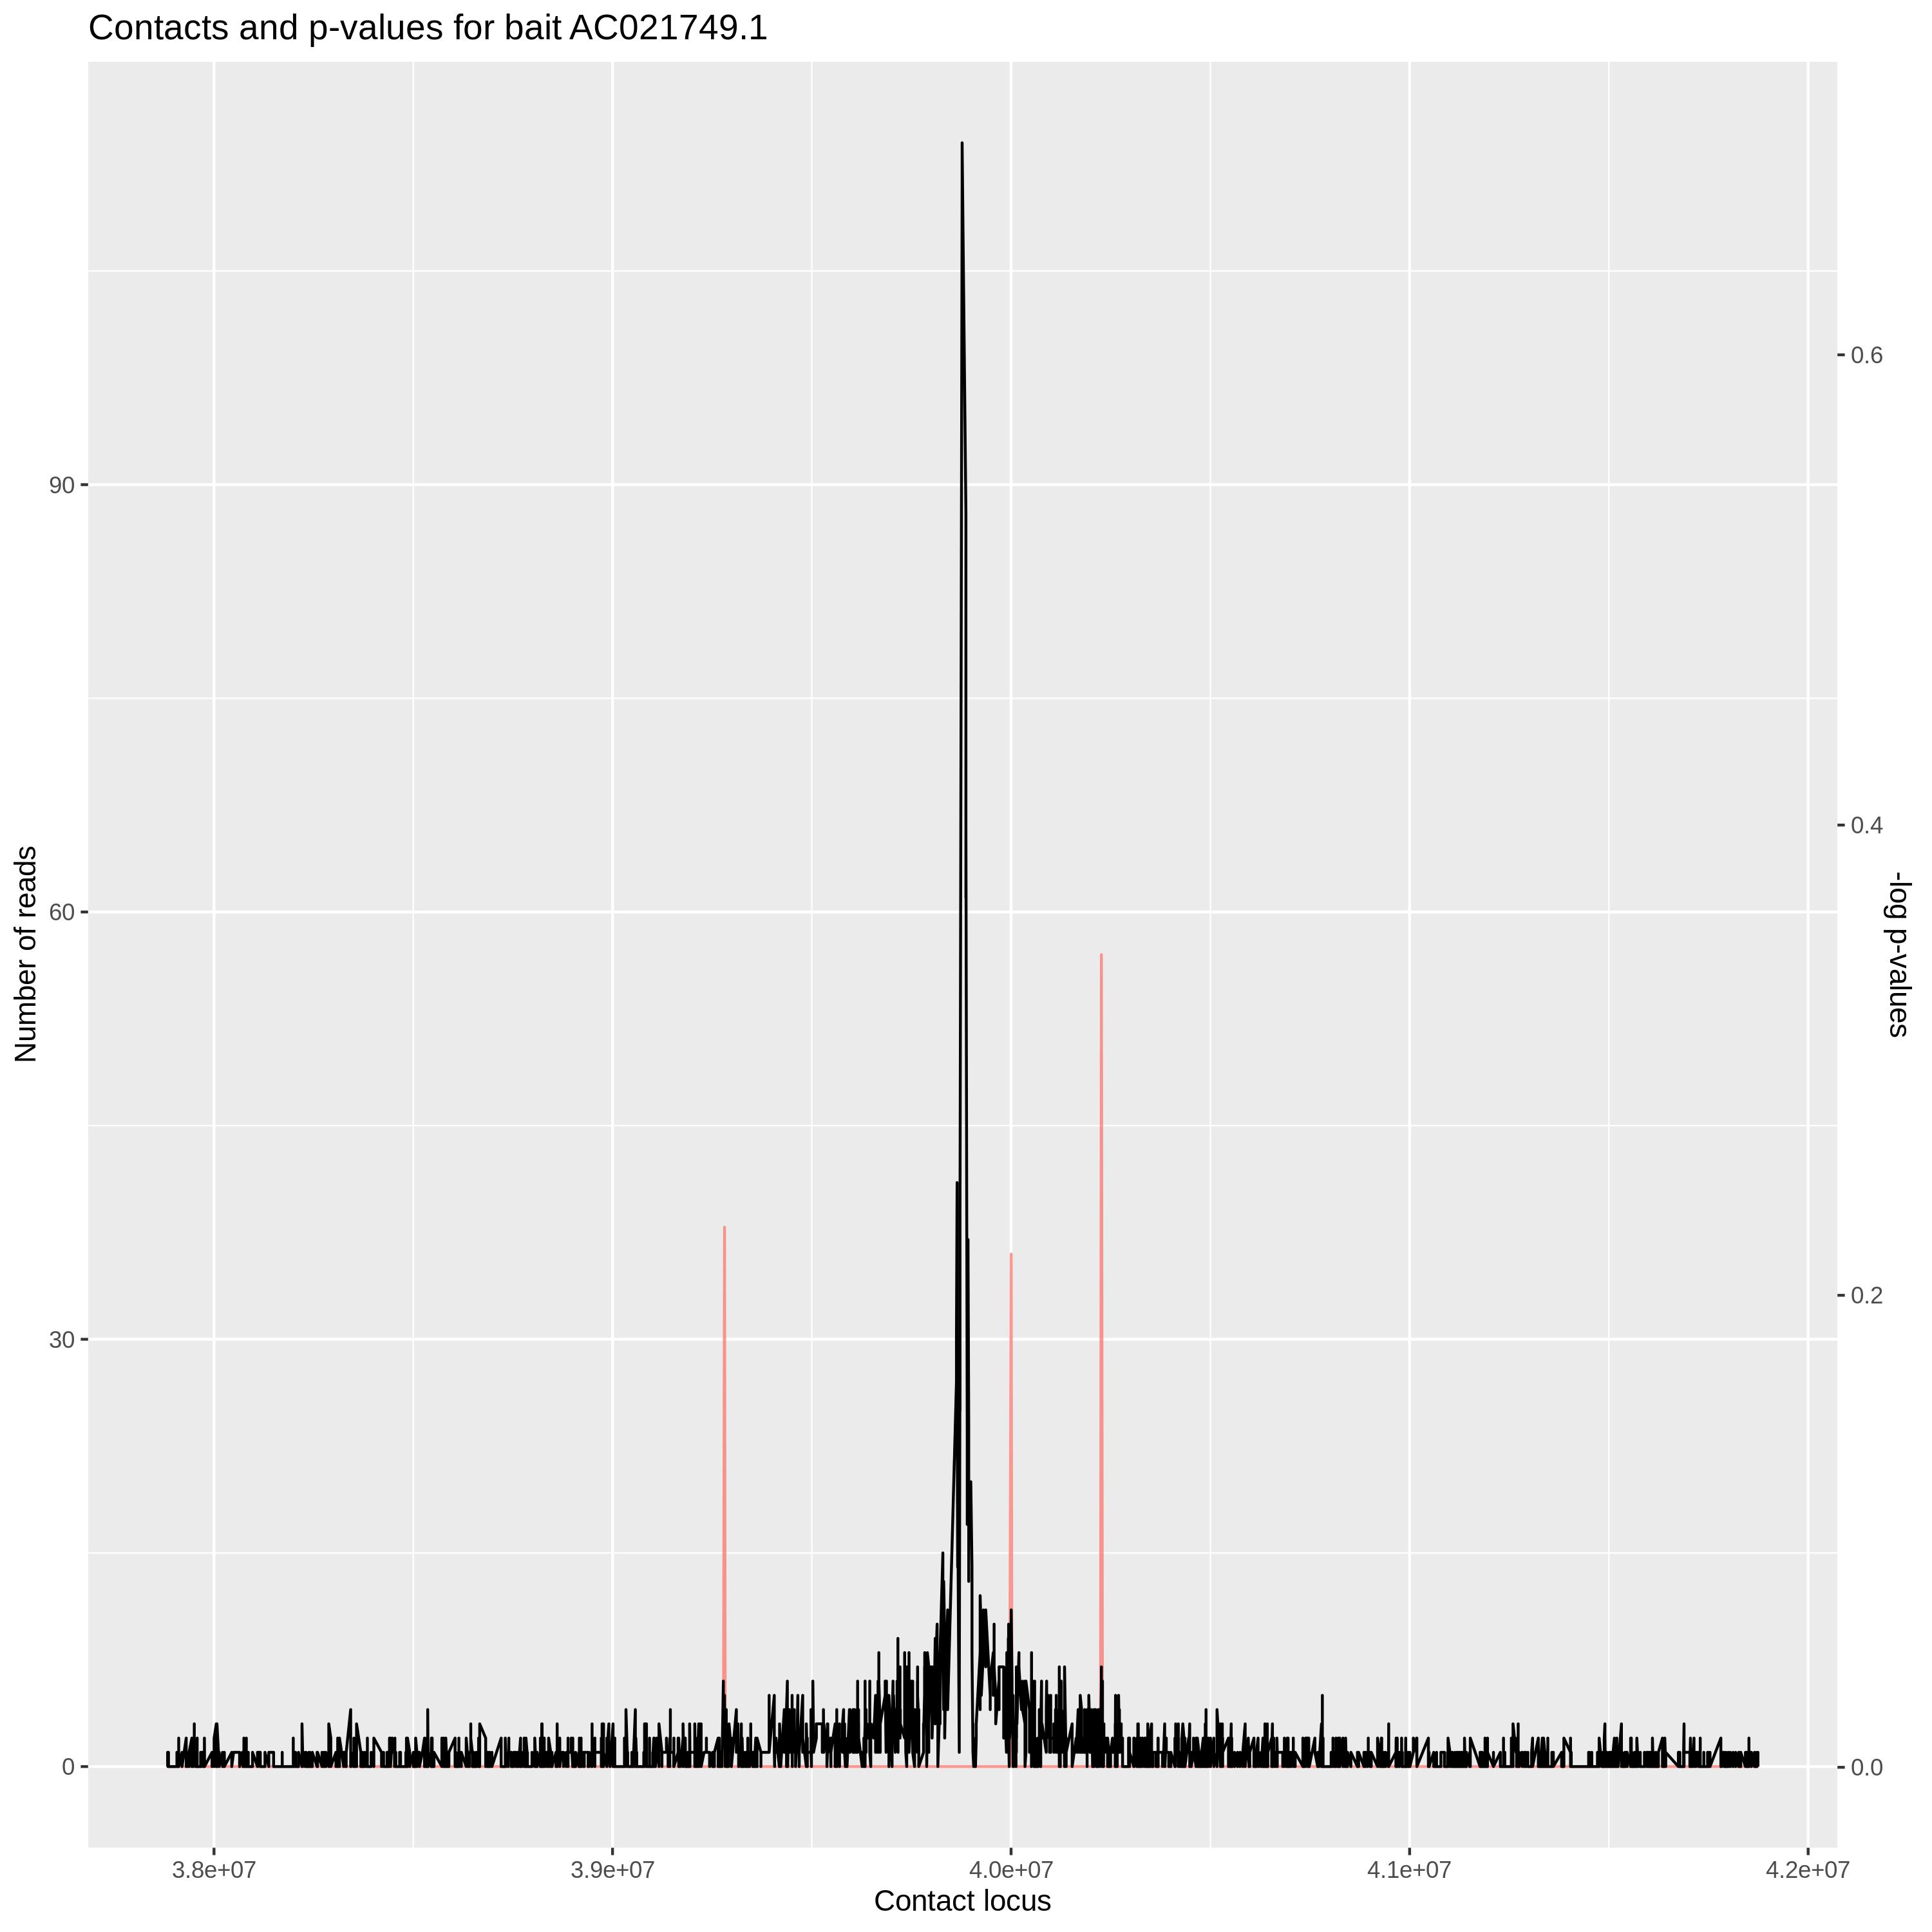 Contacts and p-values for bait AC021749.1
Number of reads
90
60
30
0
0.6
0.4
0.2
0.0
-log p-values
3.8e+07
3.9e+07
4.0e+07
4.1e+07
4.2e+07
Contact locus